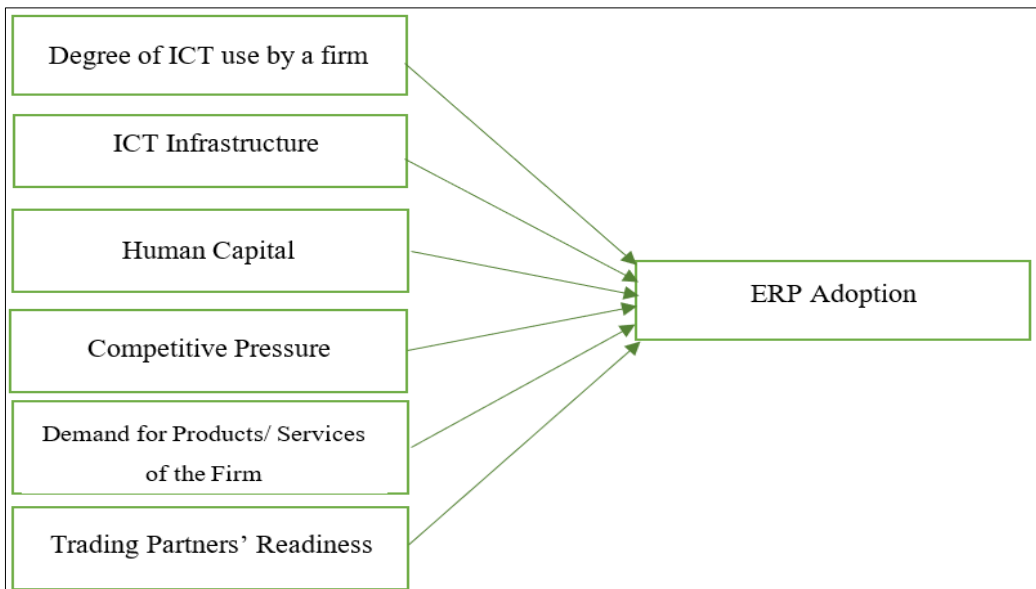 Degree of ICT use by a firm
ICT Infrastructure
Human Capital
Competitive Pressure
Demand for Products/ Services
of the Firm
Trading Partners’ Readiness
ERP Adoption